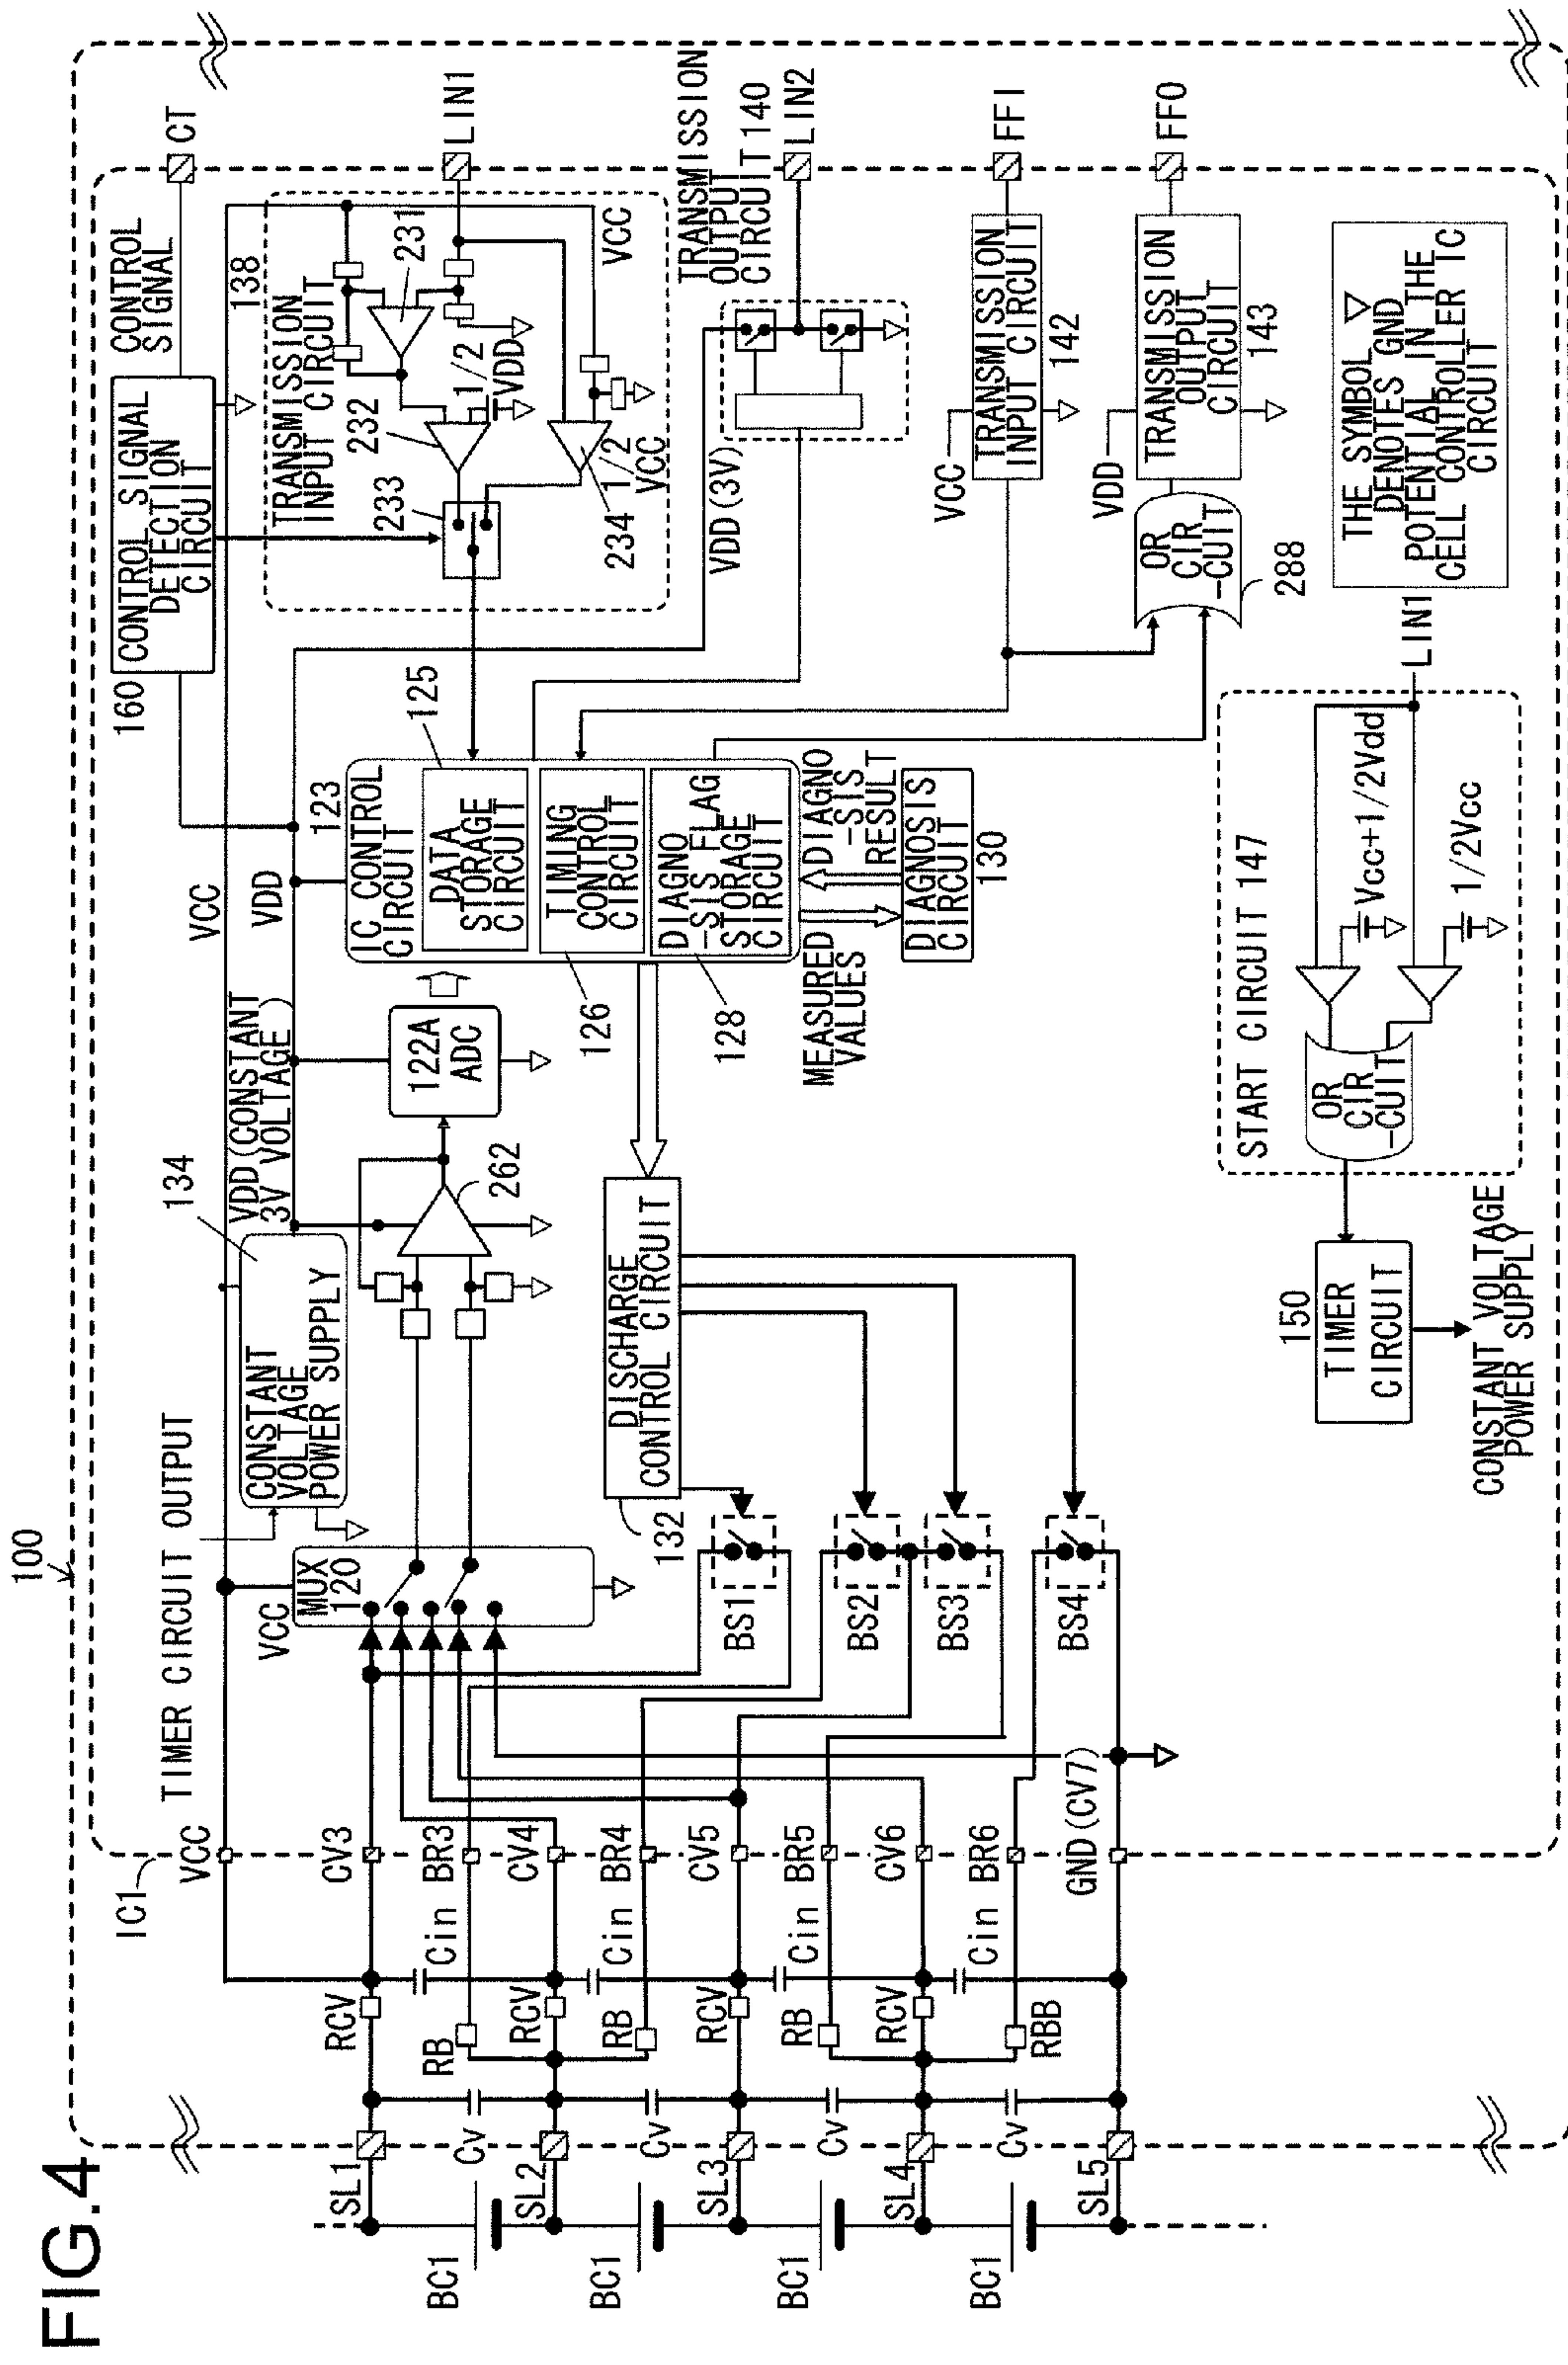 FIG.4
100
IC1
TIMER CIRCUIT OUTPUT
134
VDD (CONSTANT
3V VOLTAGE)
VCC
VDD
160
CONTROL SIGNAL
DETECTION
CIRCUIT
CONTROL
SIGNAL
CT
VCC
VCC
CONSTANT
VOLTAGE
POWER SUPPLY
MUX
120
262
122A
ADC
123
IC CONTROL
CIRCUIT
125
DATA
STORAGE
CIRCUIT
TIMING
CONTROL
CIRCUIT
126
DIAGNO
-SIS FLAG
STORAGE
CIRCUIT
128
138
TRANSMISSION
INPUT CIRCUIT
231
232
1/2
VDD
233
234
1/2
VCC
VCC
LIN1
TRANSMISSION
OUTPUT
CIRCUIT 140
LIN2
VDD (3V)
SL1
RCV
CV3
BC1
Cv
RB
Cin
BR3
SL2
RCV
CV4
BC1
Cv
RB
Cin
BR4
SL3
RCV
CV5
BC1
Cv
RB
Cin
BR5
SL4
RCV
CV6
BC1
Cv
RBB
Cin
BR6
SL5
GND (CV7)
132
DISCHARGE
CONTROL CIRCUIT
BS1
BS2
BS3
BS4
MEASURED
VALUES
DIAGNO
-SIS
RESULT
DIAGNOSIS
CIRCUIT
130
VCC
TRANSMISSION
INPUT CIRCUIT
142
FFI
VDD
TRANSMISSION
OUTPUT
CIRCUIT
143
FFO
OR
CIR
-CUIT
288
START CIRCUIT 147
OR
CIR
-CUIT
Vcc+1/2Vdd
1/2Vcc
LIN1
150
TIMER
CIRCUIT
CONSTANT VOLTAGE
POWER SUPPLY
THE SYMBOL ▽
DENOTES GND
POTENTIAL IN THE
CELL CONTROLLER IC
CIRCUIT